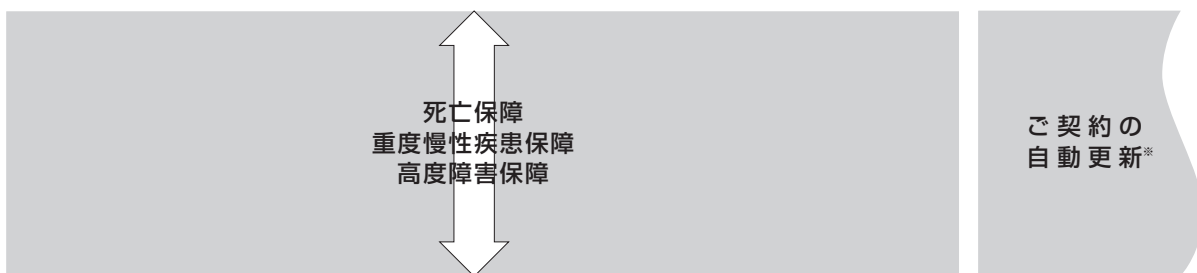 死亡保障
重度慢性疾患保障
高度障害保障
ご契約の
自動更新※